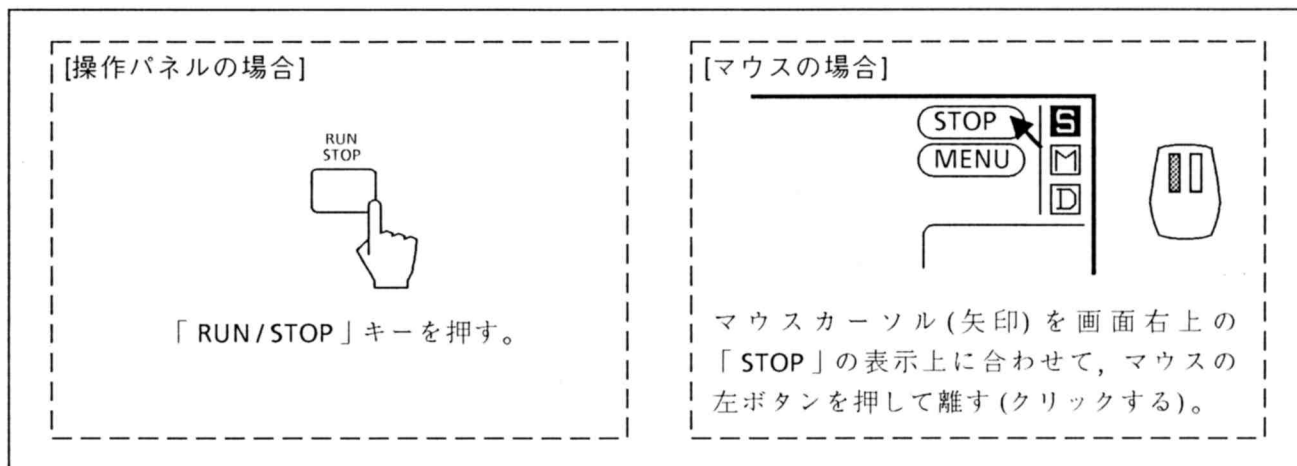 [操作パネルの場合]
RUN
STOP
「RUN/STOP」キーを押す。
[マウスの場合]
STOP
MENU
S
M
D
マウスカーソル(矢印)を画面右上の
「STOP」の表示上に合わせて, マウスの
左ボタンを押して離す(クリックする)。